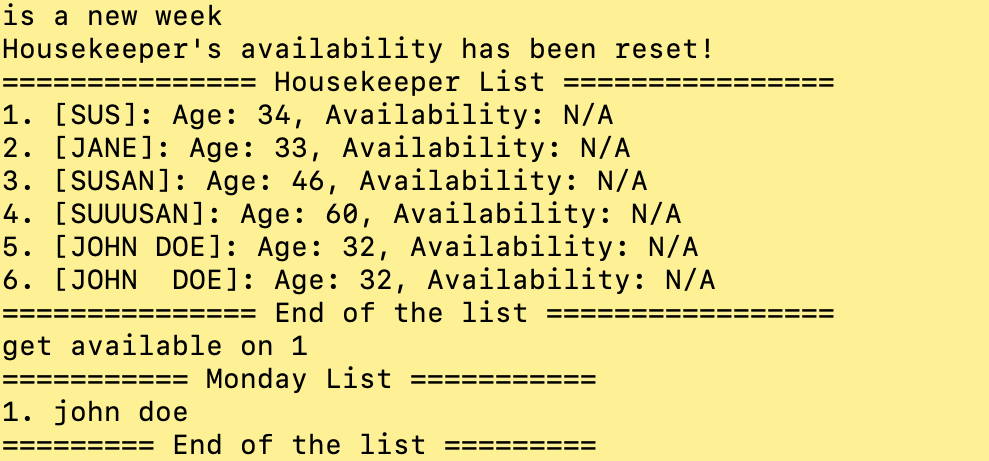 is a new week
Housekeeper's availability has been reset!
=============== Housekeeper List ================
1. [SUS]: Age: 34, Availability: N/A
2. [JANE]: Age: 33, Availability: N/A
3. [SUSAN]: Age: 46, Availability: N/A
4. [SUUUSAN]: Age: 60, Availability: N/A
5. [JOHN DOE]: Age: 32, Availability: N/A
6. [JOHN  DOE]: Age: 32, Availability: N/A
=============== End of the list =================
get available on 1
=========== Monday List ===========
1. john doe
========= End of the list =========